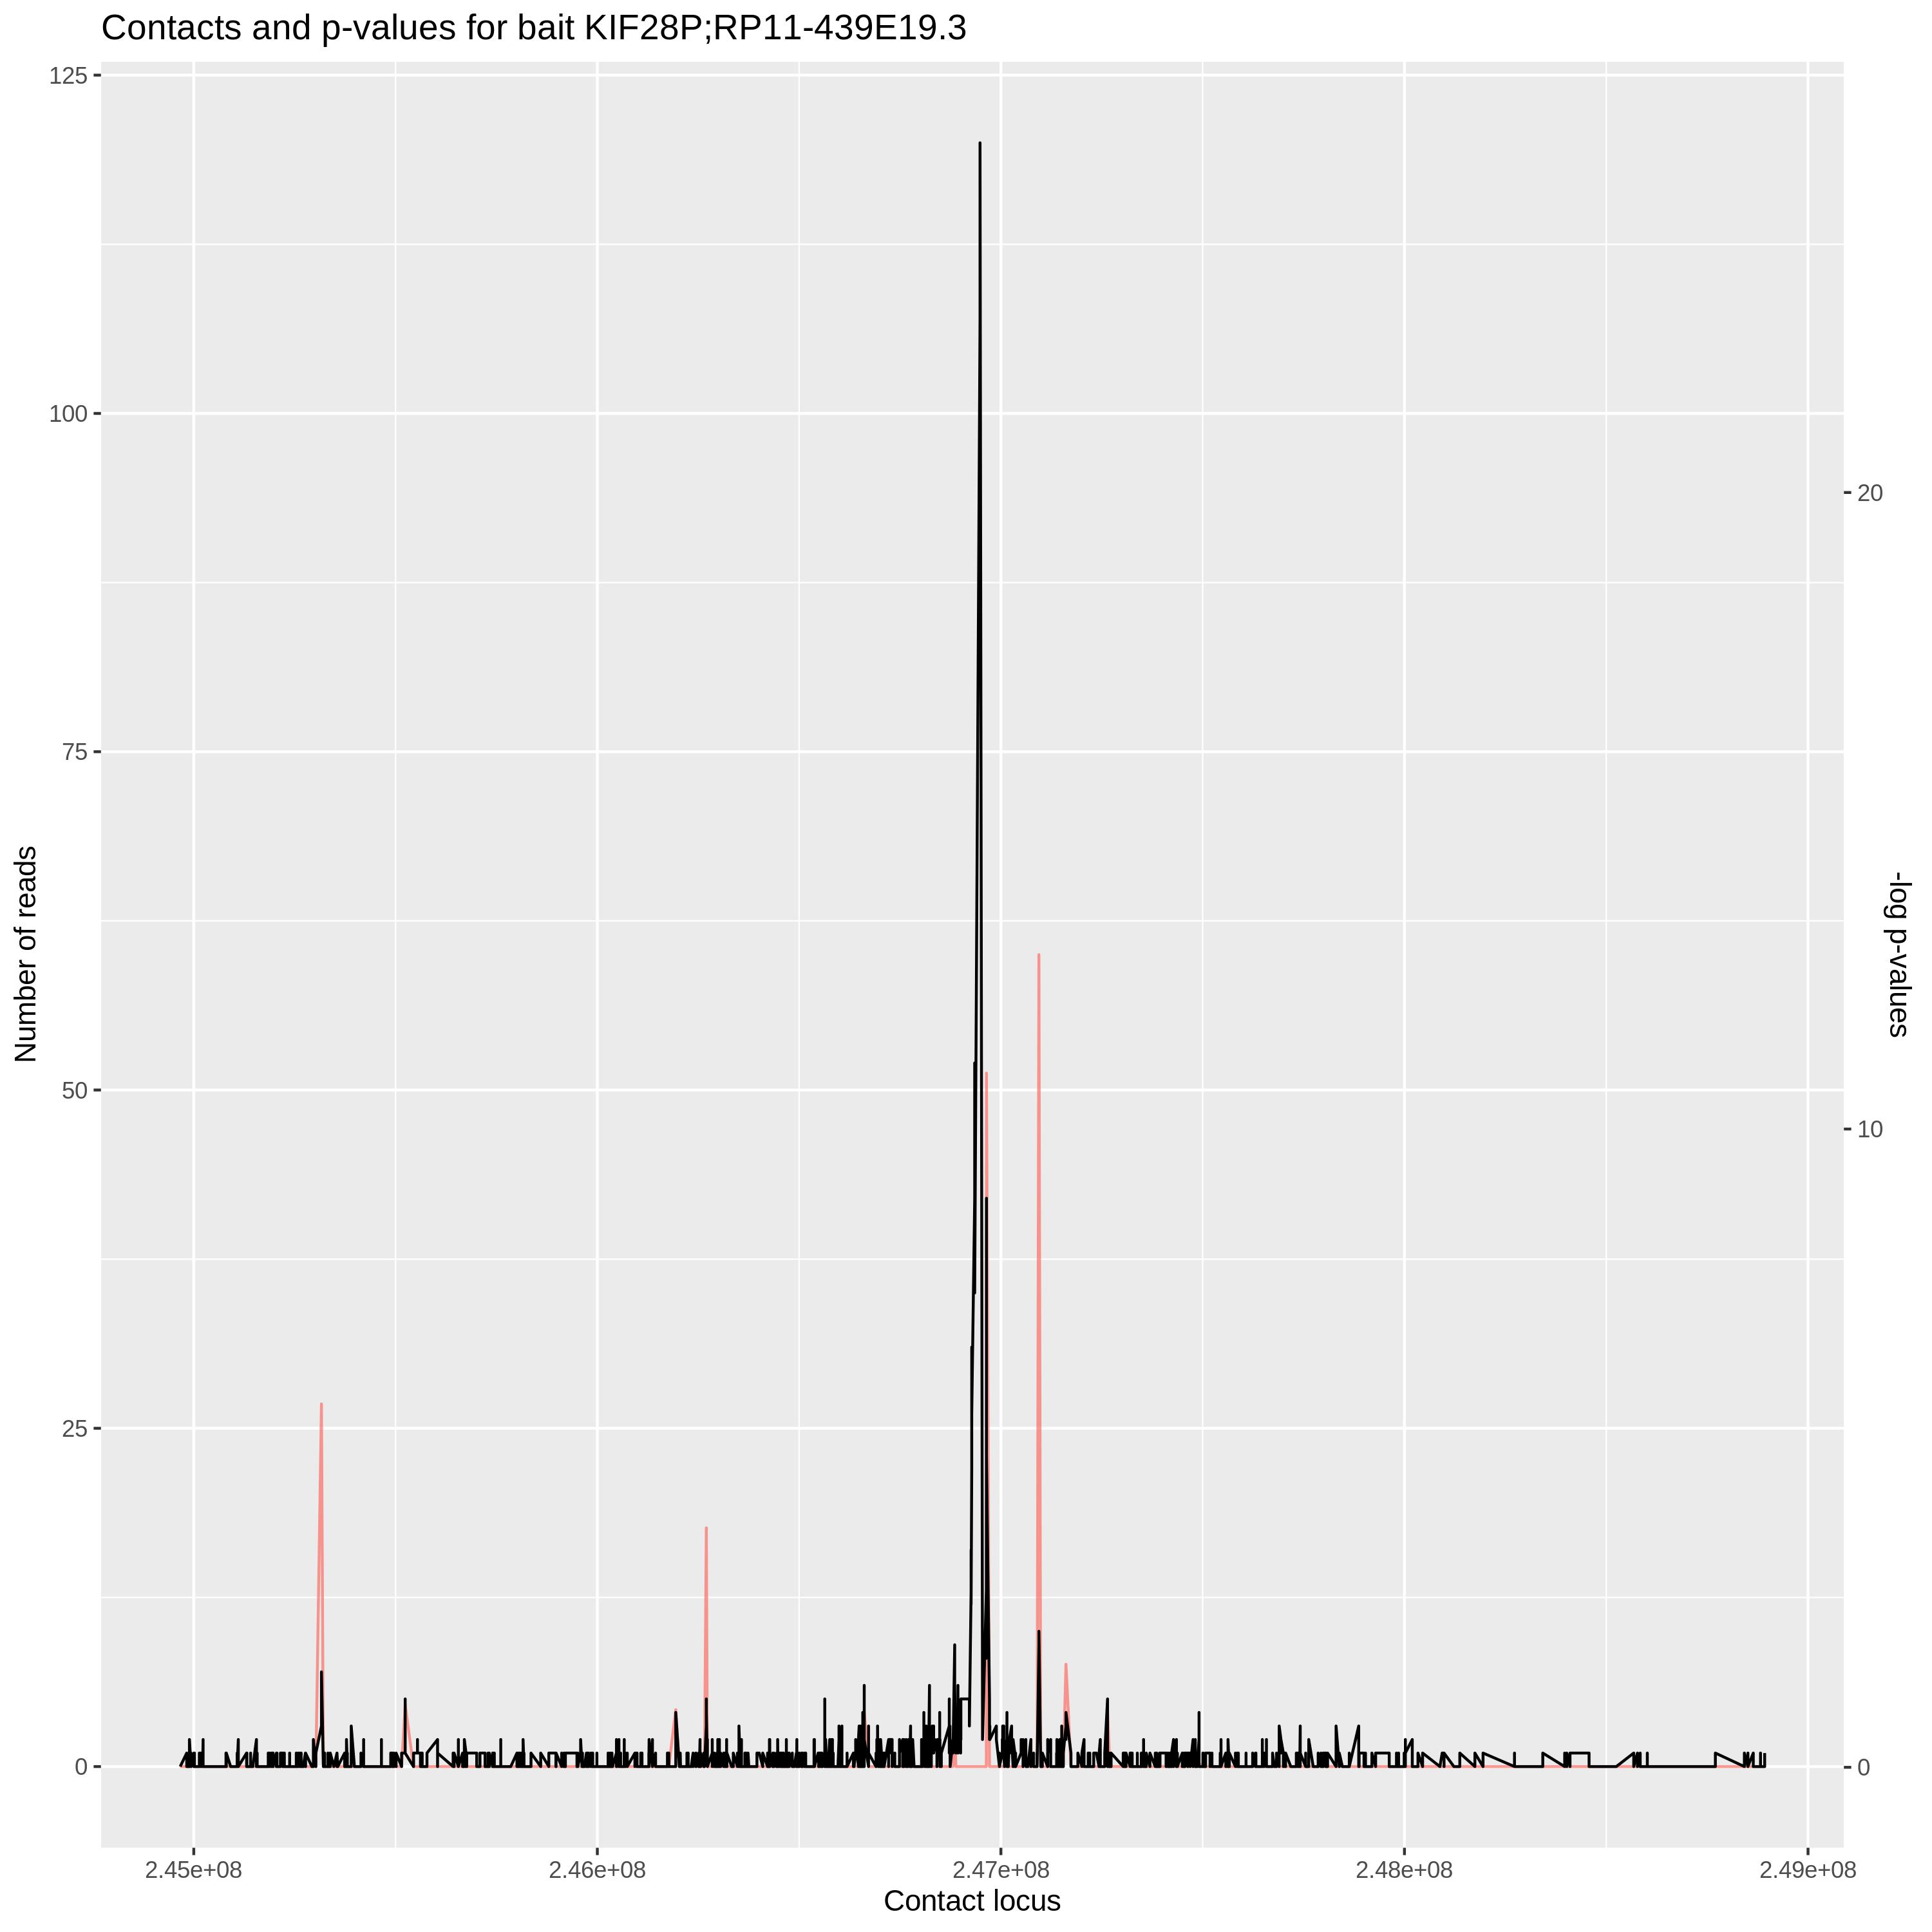 Contacts and p-values for bait KIF28P;RP11-439E19.3
125
100
75
50
25
0
Number of reads
20
10
0
-log p-values
2.45e+08
2.46e+08
2.47e+08
2.48e+08
2.49e+08
Contact locus